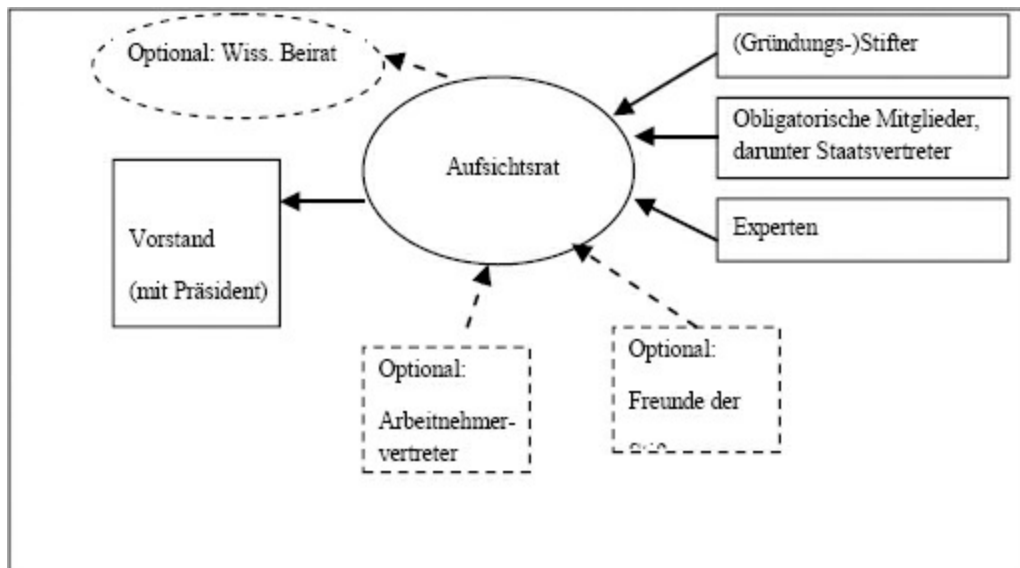 Optional: Wiss. Beirat
(Gründungs-)Stifter
Obligatorische Mitglieder,
darunter Staatsvertreter
Aufsichtsrat
Experten
Vorstand
(mit Präsident)
Optional:
Arbeitnehmer-
vertreter
Optional:
Freunde der